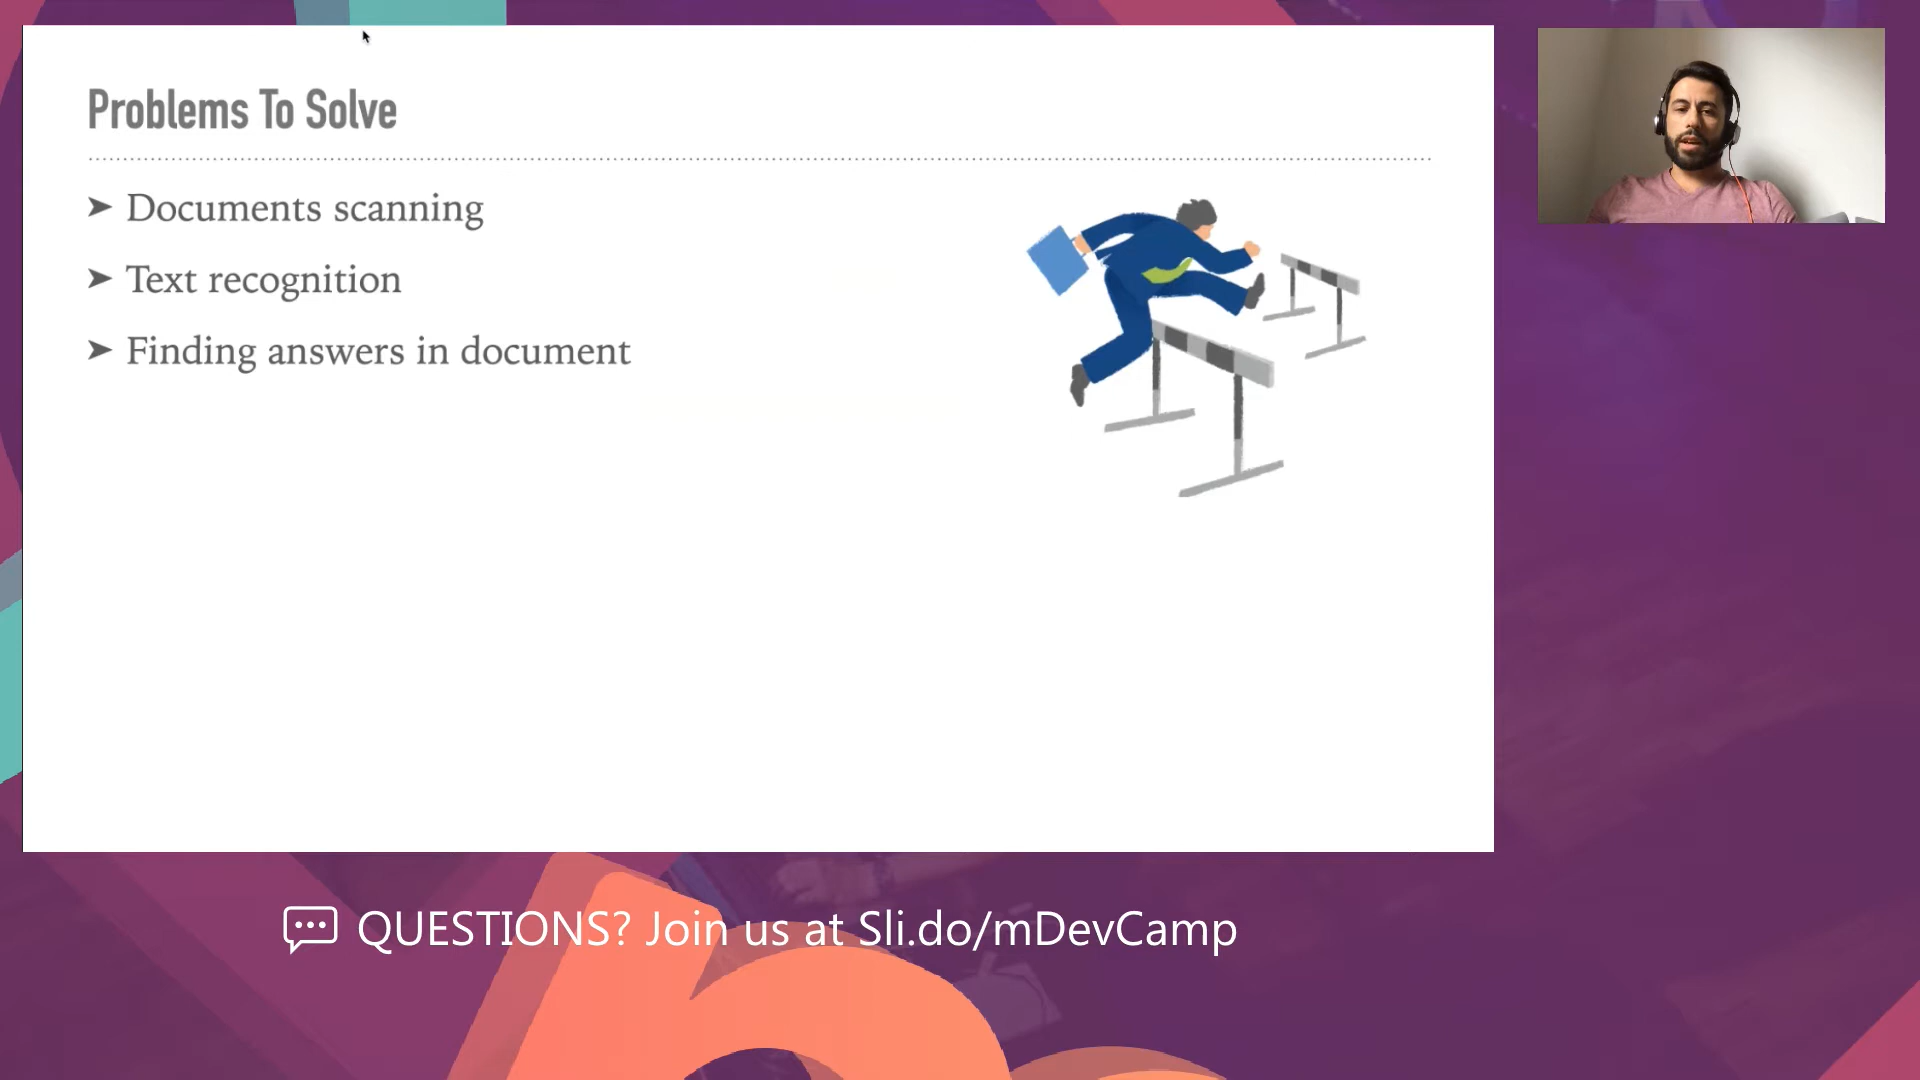 Problems To Solve
➤ Documents scanning
➤ Text recognition
➤ Finding answers in document
QUESTIONS? Join us at Sli.do/mDevCamp